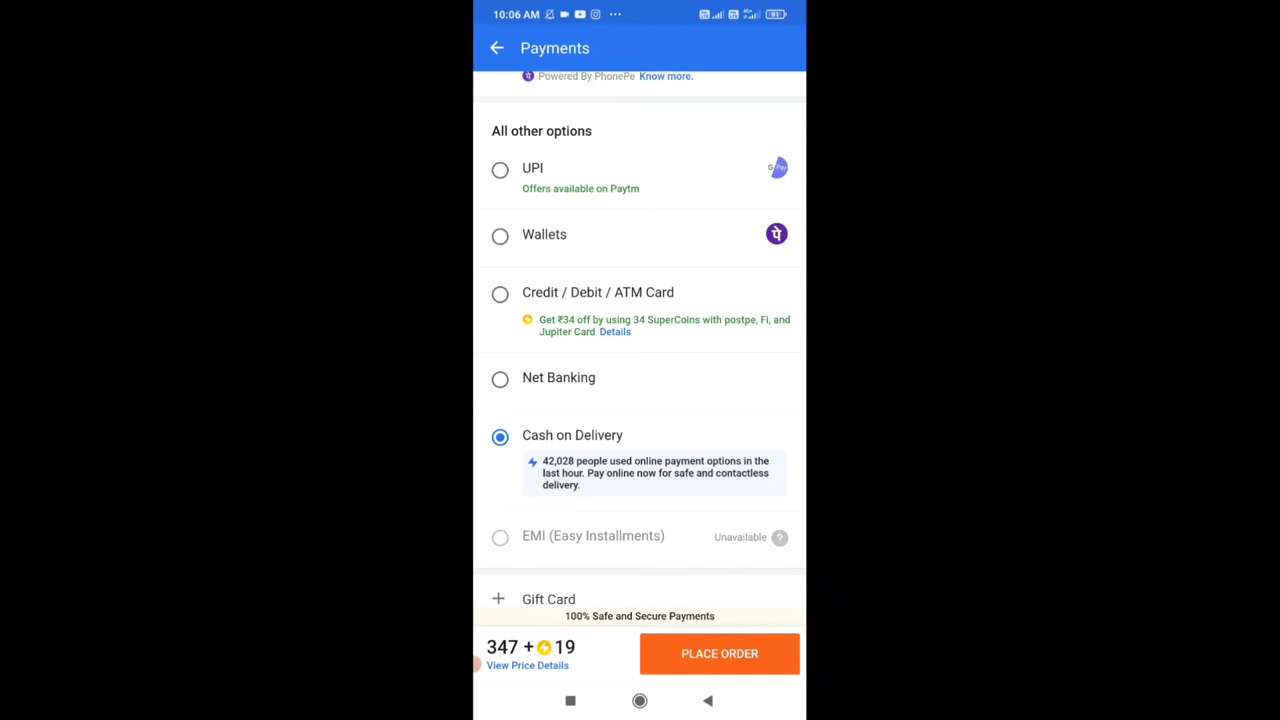 10:06 AM
91
Payments
Powered By PhonePe Know more.
All other options
UPI
G Pay
Offers available on Paytm
Wallets
पे
Credit / Debit / ATM Card
Get ₹34 off by using 34 SuperCoins with postpe, Fi, and
Jupiter Card Details
Net Banking
Cash on Delivery
42,028 people used online payment options in the
last hour. Pay online now for safe and contactless
delivery.
EMI (Easy Installments)
Unavailable ?
+ Gift Card
100% Safe and Secure Payments
347 + 19
View Price Details
PLACE ORDER